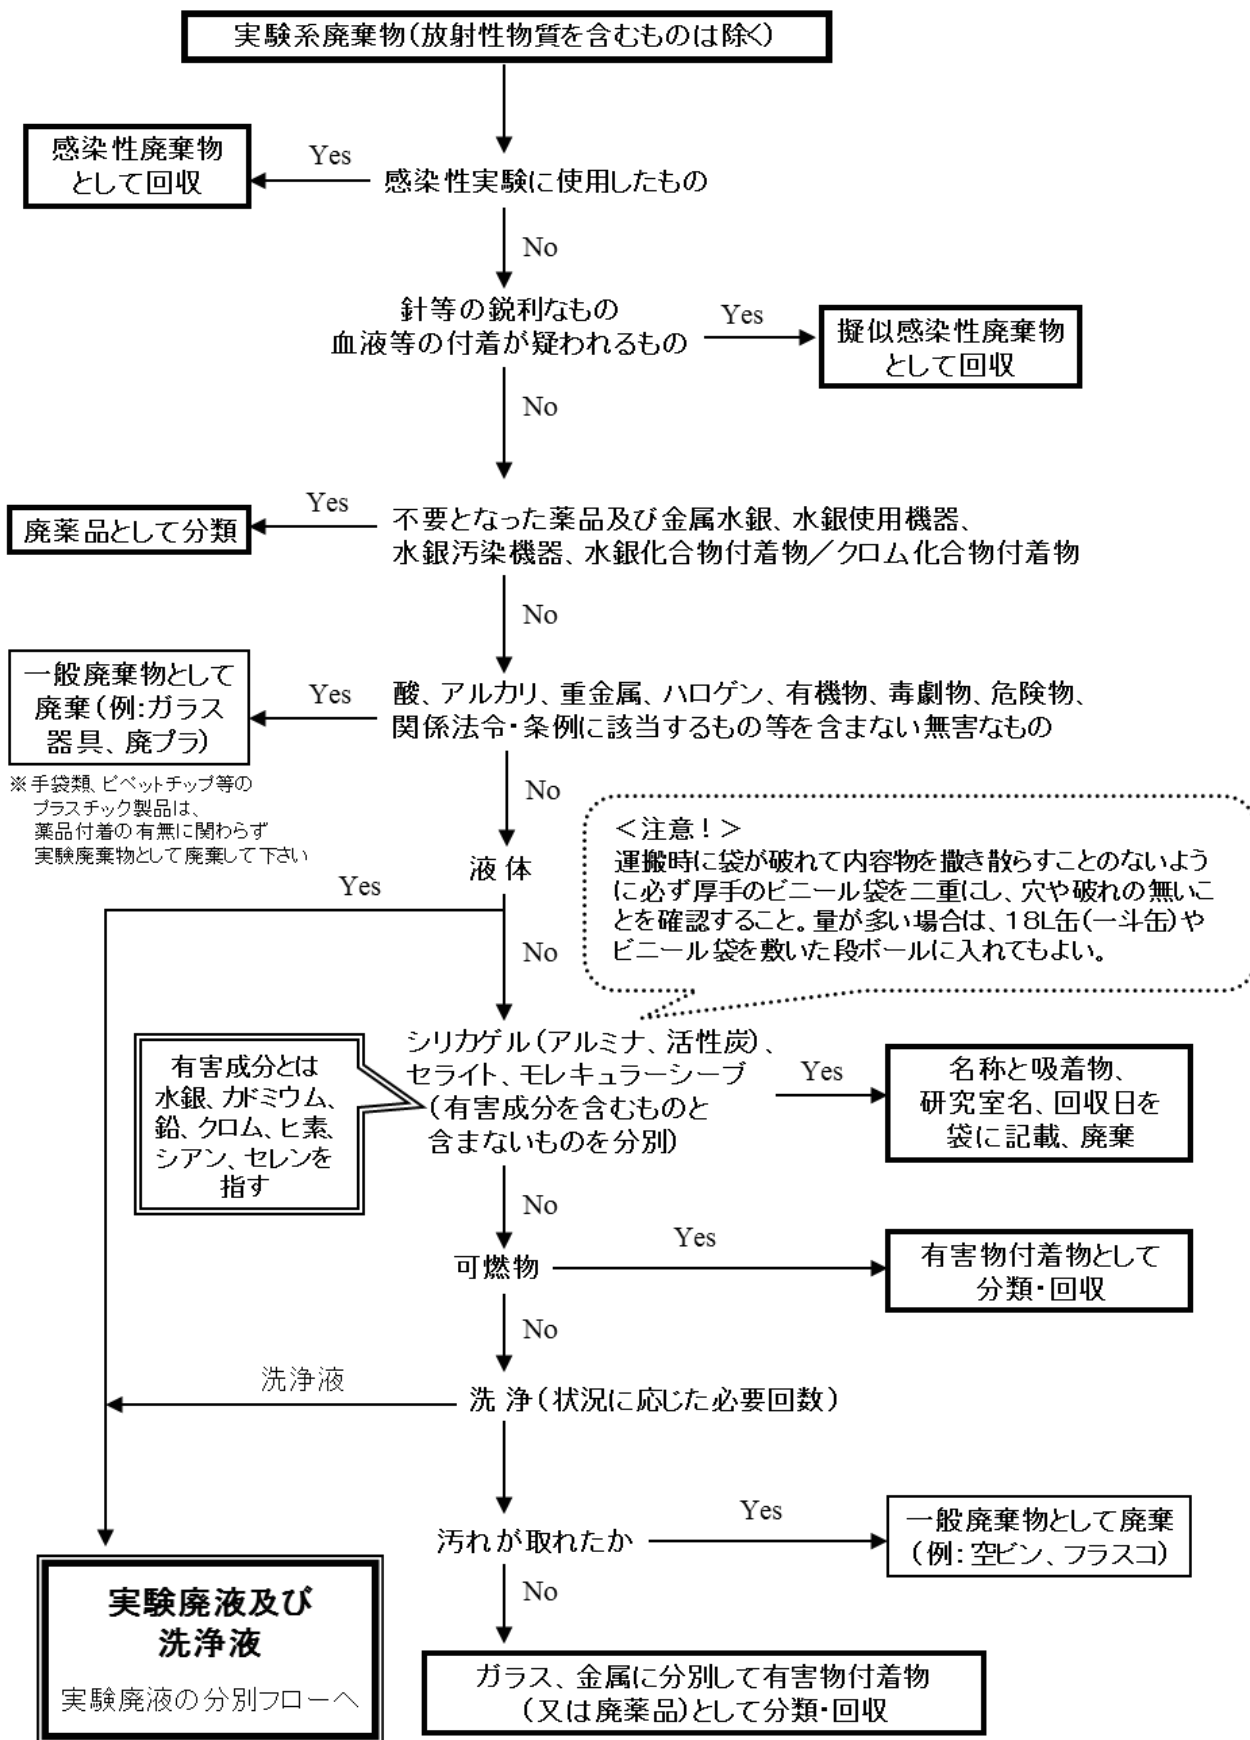 実験系廃棄物(放射性物質を含むものは除く)
感染性廃棄物
として回収
Yes
感染性実験に使用したもの
No
針等の鋭利なもの
血液等の付着が疑われるもの
Yes
擬似感染性廃棄物
として回収
No
廃薬品として分類
Yes
不要となった薬品及び金属水銀、水銀使用機器、
水銀汚染機器、水銀化合物付着物/クロム化合物付着物
No
一般廃棄物として
廃棄(例:ガラス
器具、廃プラ)
Yes
酸、アルカリ、重金属、ハロゲン、有機物、毒劇物、危険物、
関係法令・条例に該当するもの等を含まない無害なもの
※手袋類、ピペットチップ等の
プラスチック製品は、
薬品付着の有無に関わらず
実験廃棄物として廃棄して下さい
No
<注意!>
運搬時に袋が破れて内容物を撒き散らすことのないよう
に必ず厚手のビニール袋を二重にし、穴や破れの無いこ
とを確認すること。量が多い場合は、18L缶(一斗缶)や
ビニール袋を敷いた段ボールに入れてもよい。
液体
Yes
No
有害成分とは
水銀、カドミウム、
鉛、クロム、ヒ素、
シアン、セレンを
指す
シリカゲル(アルミナ、活性炭)、
セライト、モレキュラーシーブ
(有害成分を含むものと
含まないものを分別)
Yes
名称と吸着物、
研究室名、回収日を
袋に記載、廃棄
No
可燃物
Yes
有害物付着物として
分類・回収
No
洗浄液
洗 浄(状況に応じた必要回数)
汚れが取れたか
Yes
一般廃棄物として廃棄
(例:空ビン、フラスコ)
No
実験廃液及び
洗浄液
実験廃液の分別フローへ
ガラス、金属に分別して有害物付着物
(又は廃薬品)として分類・回収